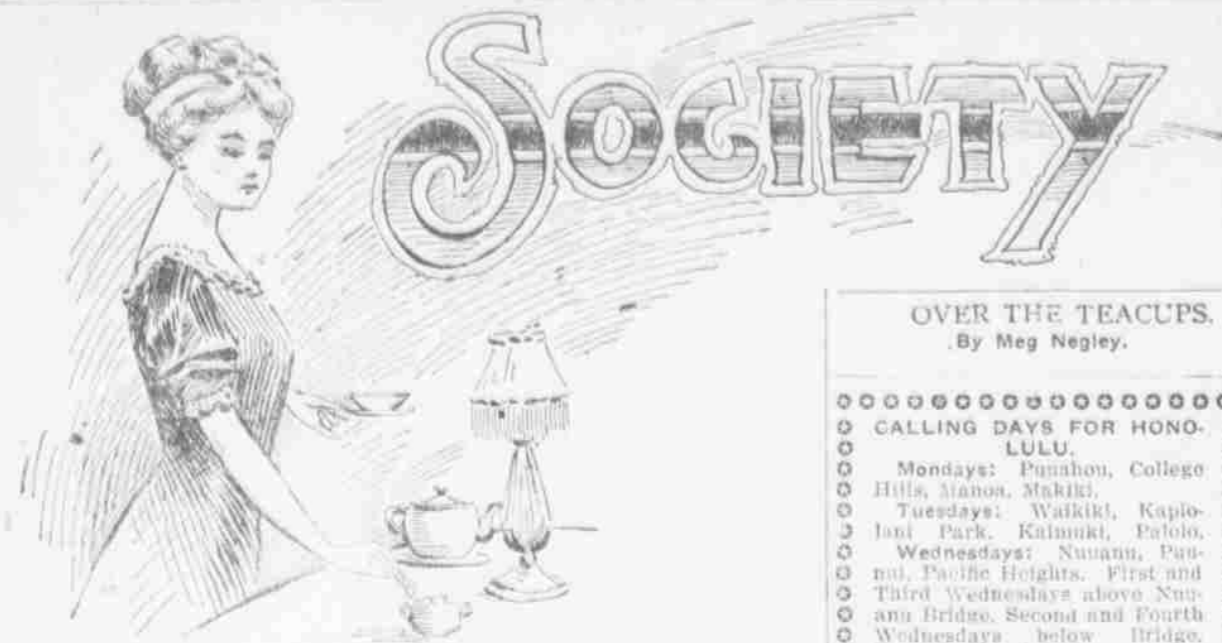 SOCIETY
OVER THE TEACUPS.
By Meg Negley.
CALLING DAYS FOR HONO-
LULU.
Mondays: Punahou, College
Hills, Manoa, Makiki.
Tuesdays: Waikiki, Kapio-
lani Park, Kaimuki, Palolo.
Wednesdays: Nuuanu, Puu-
nui, Pacific Heights. First and
Third Wednesdays above Nuu-
anu Bridge, Second and Fourth
Wednesdays below Bridge.